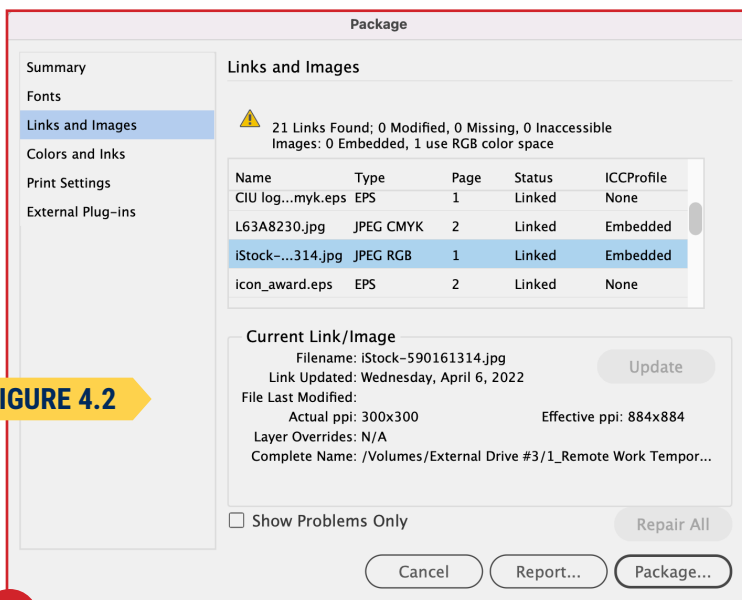 Package
Summary
Fonts
Links and Images
Colors and Inks
Print Settings
External Plug-ins
Links and Images
21 Links Found; 0 Modified, 0 Missing, 0 Inaccessible
Images: 0 Embedded, 1 use RGB color space
Name Type Page Status ICCProfile
CIU log...myk.eps EPS 1 Linked None
L63A8230.jpg JPEG CMYK 2 Linked Embedded
iStock-...314.jpg JPEG RGB 1 Linked Embedded
icon_award.eps EPS 2 Linked None
Current Link/Image
Filename: iStock-590161314.jpg
Update
Link Updated: Wednesday, April 6, 2022
File Last Modified:
Actual ppi: 300x300 Effective ppi: 884x884
Layer Overrides: N/A
Complete Name: /Volumes/External Drive #3/1_Remote Work Tempor...
IGURE 4.2
Show Problems Only
Repair All
Cancel Report... Package...